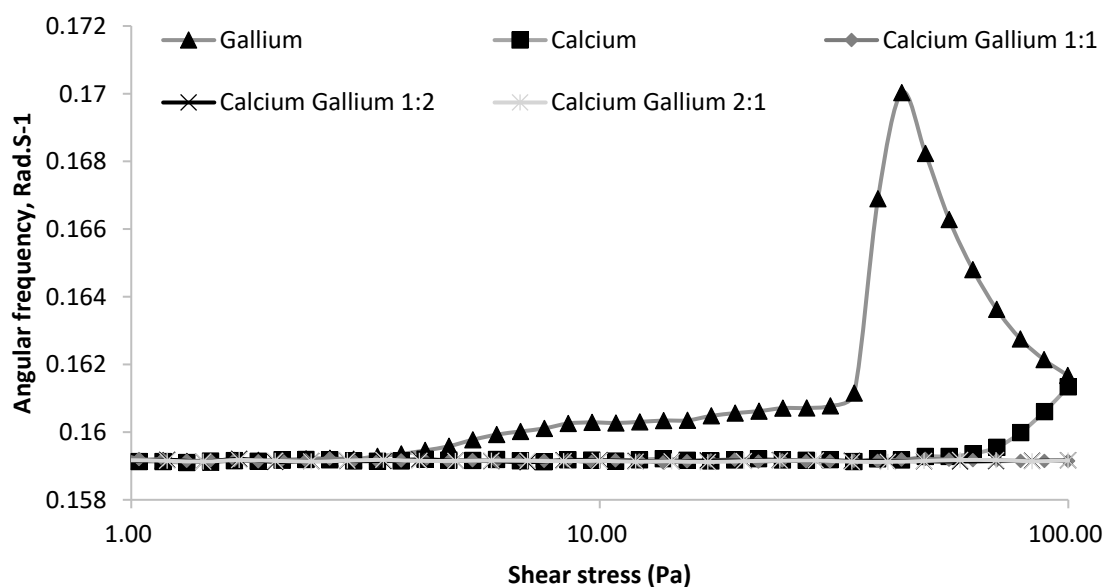 0.172
Gallium
Calcium
Calcium Gallium 1:1
0.17
Calcium Gallium 1:2
Calcium Gallium 2:1
0.168
0.166
0.164
0.162
0.16
0.158
Angular frequency, Rad.S-1
1.00
10.00
100.00
Shear stress (Pa)